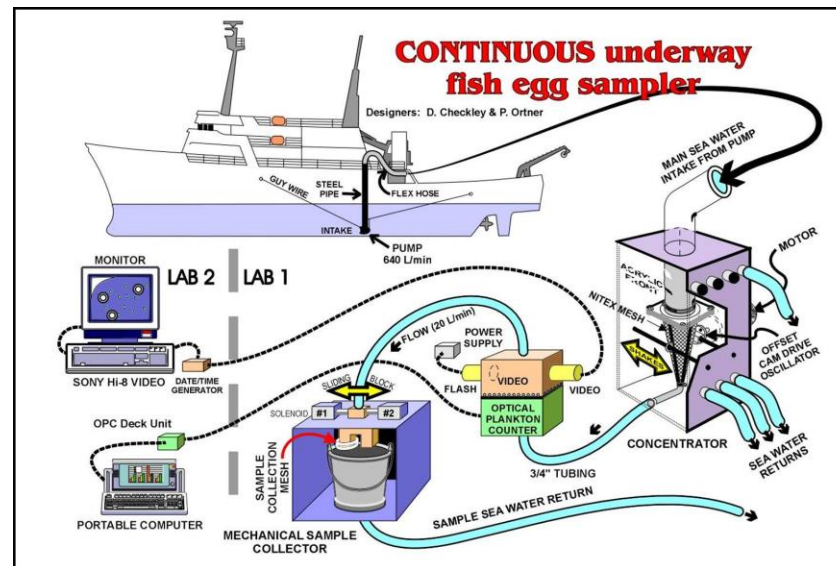 CONTINUOUS underway
fish egg sampler
Designers: D. Checkley & P. Ortner
MAIN SEA WATER
INTAKE FROM PUMP
GUY WIRE
STEEL
PIPE
FLEX HOSE
INTAKE
PUMP
640 L/min
MONITOR
LAB 2
LAB 1
SONY Hi-8 VIDEO
DATE/TIME
GENERATOR
OPC Deck Unit
PORTABLE COMPUTER
FLOW (20 L/min)
POWER
SUPPLY
FLASH
VIDEO
VIDEO
OPTICAL
PLANKTON
COUNTER
SLIDING BLOCK
SOLENOID
#1
#2
SAMPLE
COLLECTION
MESH
MECHANICAL SAMPLE
COLLECTOR
3/4" TUBING
SAMPLE SEA WATER RETURN
ACRYLIC
FRONT
NITEX MESH
SHAKES
MOTOR
OFFSET
CAM DRIVE
OSCILLATOR
CONCENTRATOR
SEA WATER
RETURNS